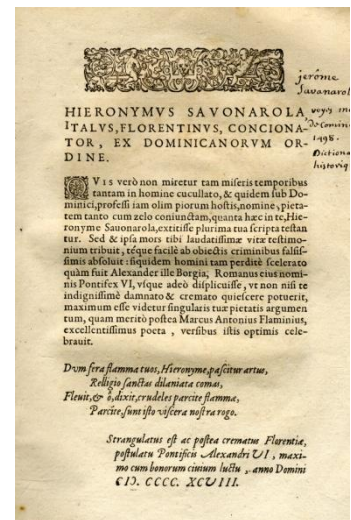 HIERONYMVS SAVONAROLA,
ITALVS, FLORENTINVS, CONCIONA-
TOR, EX DOMINICANORVM OR-
DINE.
jerôme
Savanarol
voyés
de Comin
1498.
Dictiona
historiq
QVIS verò non miretur tam miseris temporibus
tantam in homine cucullato, & quidem sub Do-
minici, professi iam olim piorum hostis, nomine, pieta-
tem tanto cum zelo coniunctam, quanta hæc in te, Hie-
ronyme Sauonarola, extitisse plurima tua scripta testan
tur. Sed & ipsa mors tibi laudatissimæ vitæ testimo-
nium tribuit, téque facilè ab obiectis criminibus falsis-
simis absoluit: siquidem homini tam perditè scelerato
quàm fuit Alexander ille Borgia, Romanus eius nomi-
nis Pontifex VI, vsque adeò displicuisse, vt non nisi te
indignissimè damnato & cremato quiescere potuerit,
maximum esse videtur singularis tuæ pietatis argumen
tum, quam meritò postea Marcus Antonius Flaminius,
excellentissimus poeta, versibus istis optimis cele-
brauit.
Dvm fera flamma tuos, Hieronyme, pascitur artus,
Relligio sanctas dilaniata comas,
Fleuit, & ô, dixit, crudeles parcite flammæ,
Parcite, sunt isto viscera nostra rogo.
Strangulatus est ac postea crematus Florentiæ,
postulatu Pontificis Alexandri VI, maxi-
mo cum bonorum ciuium luctu, anno Domini
CIↃ. CCCC. XCVIII.